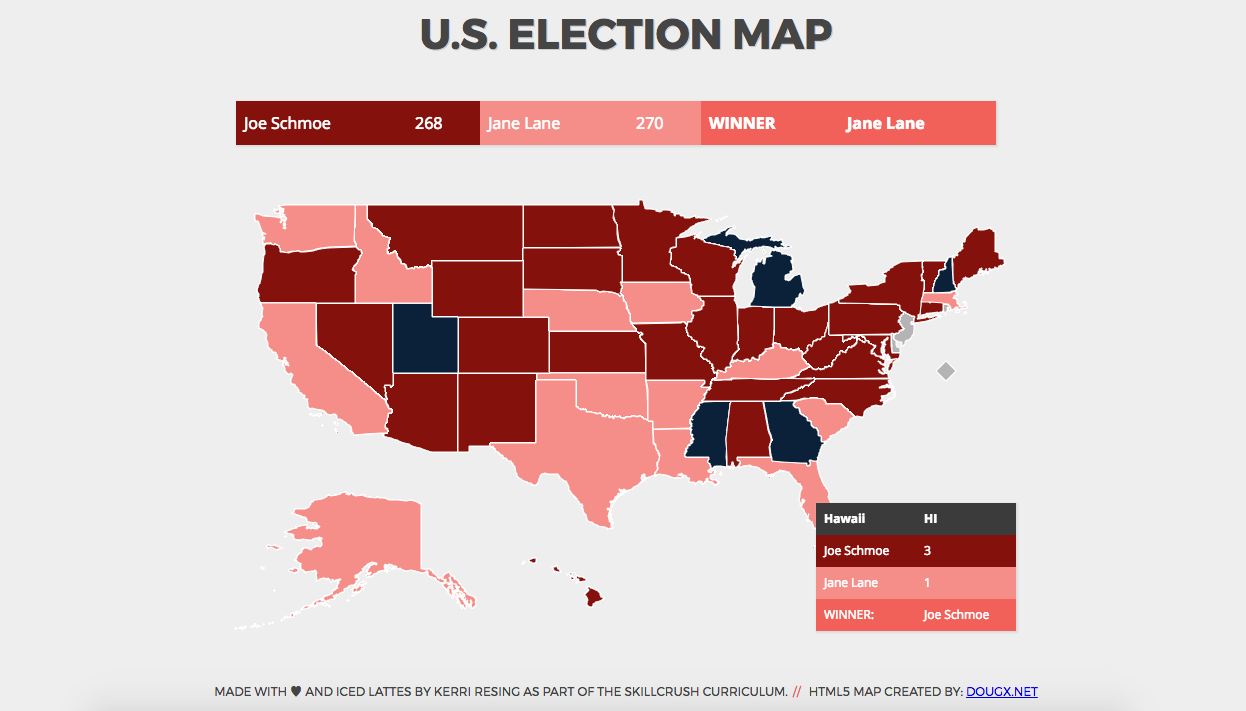 U.S. ELECTION MAP
Joe Schmoe 268 Jane Lane 270 WINNER Jane Lane
Hawaii HI
Joe Schmoe 3
Jane Lane 1
WINNER: Joe Schmoe
MADE WITH ♥ AND ICED LATTES BY KERRI RESING AS PART OF THE SKILLCRUSH CURRICULUM. // HTML5 MAP CREATED BY: DOUGX.NET